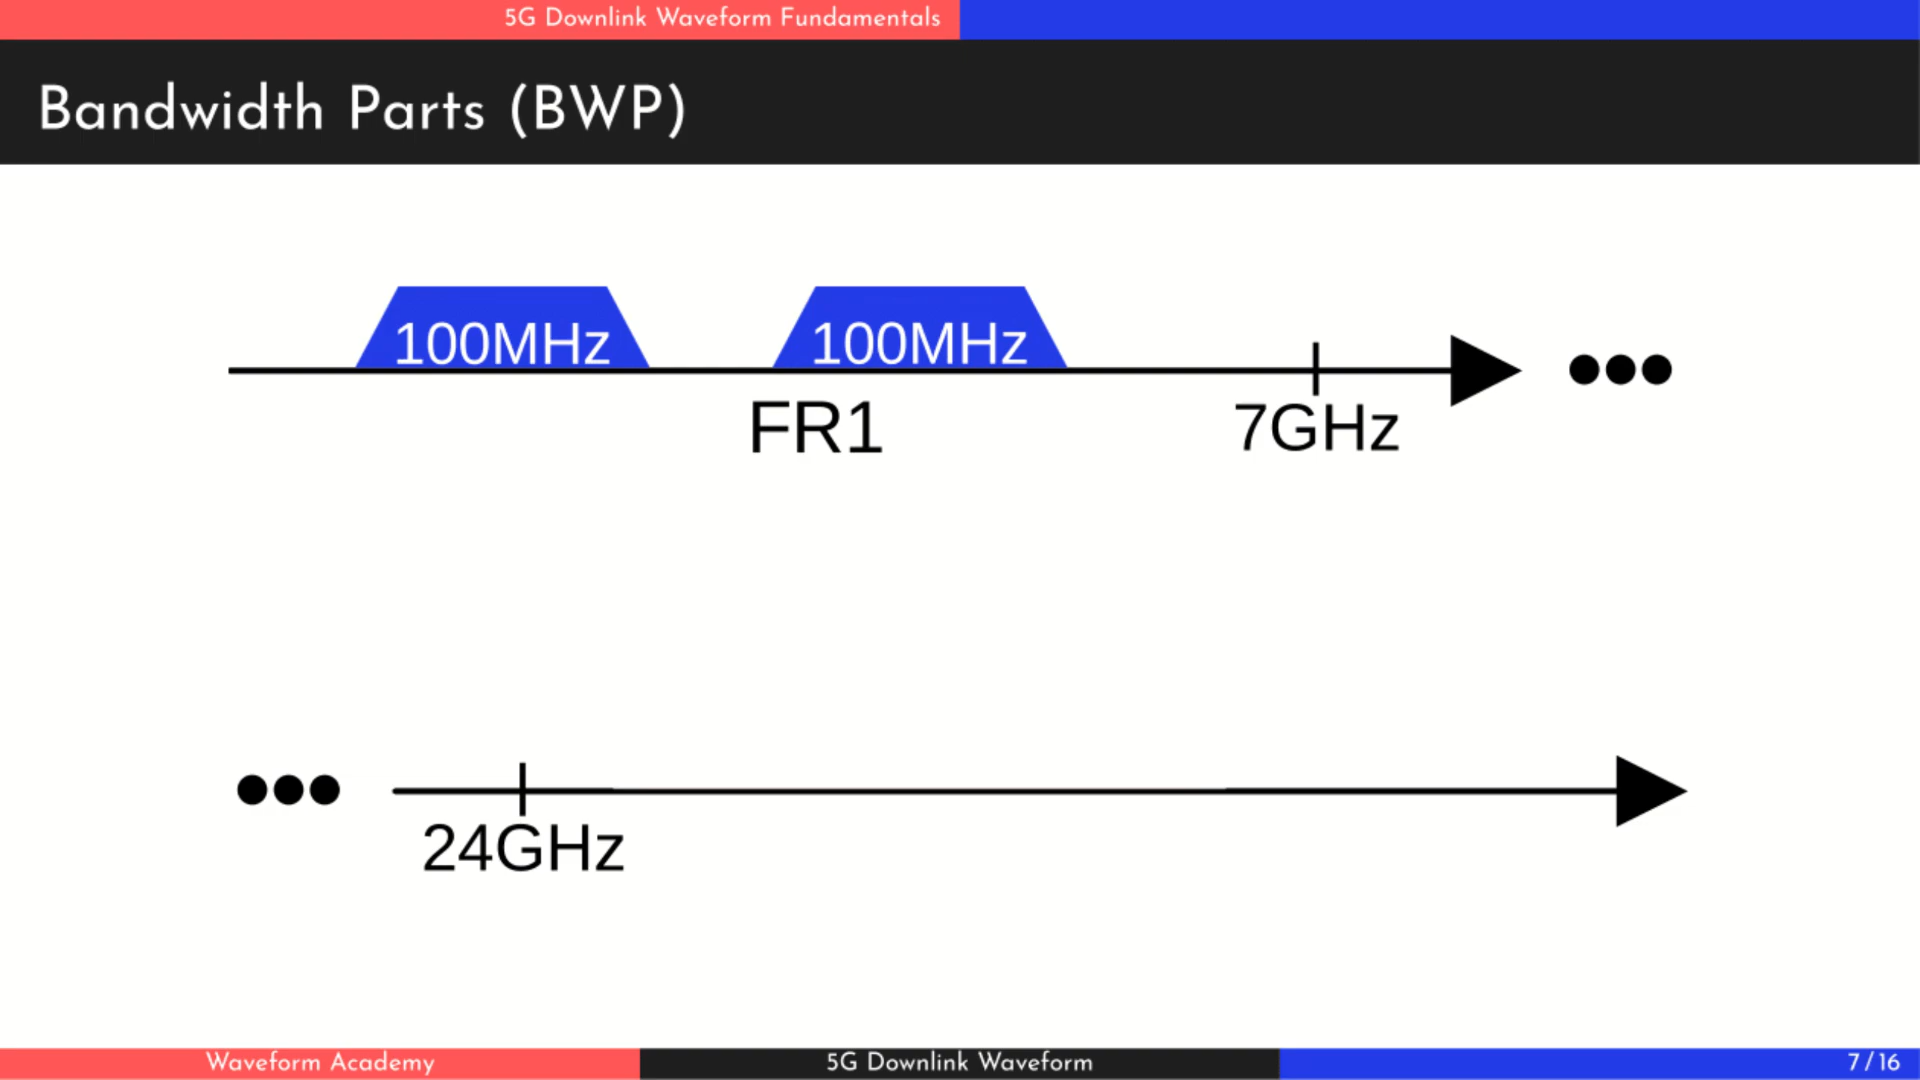 5G Downlink Waveform Fundamentals
Bandwidth Parts (BWP)
100MHz 100MHz
FR1 7GHz
24GHz
Waveform Academy 5G Downlink Waveform 7/16